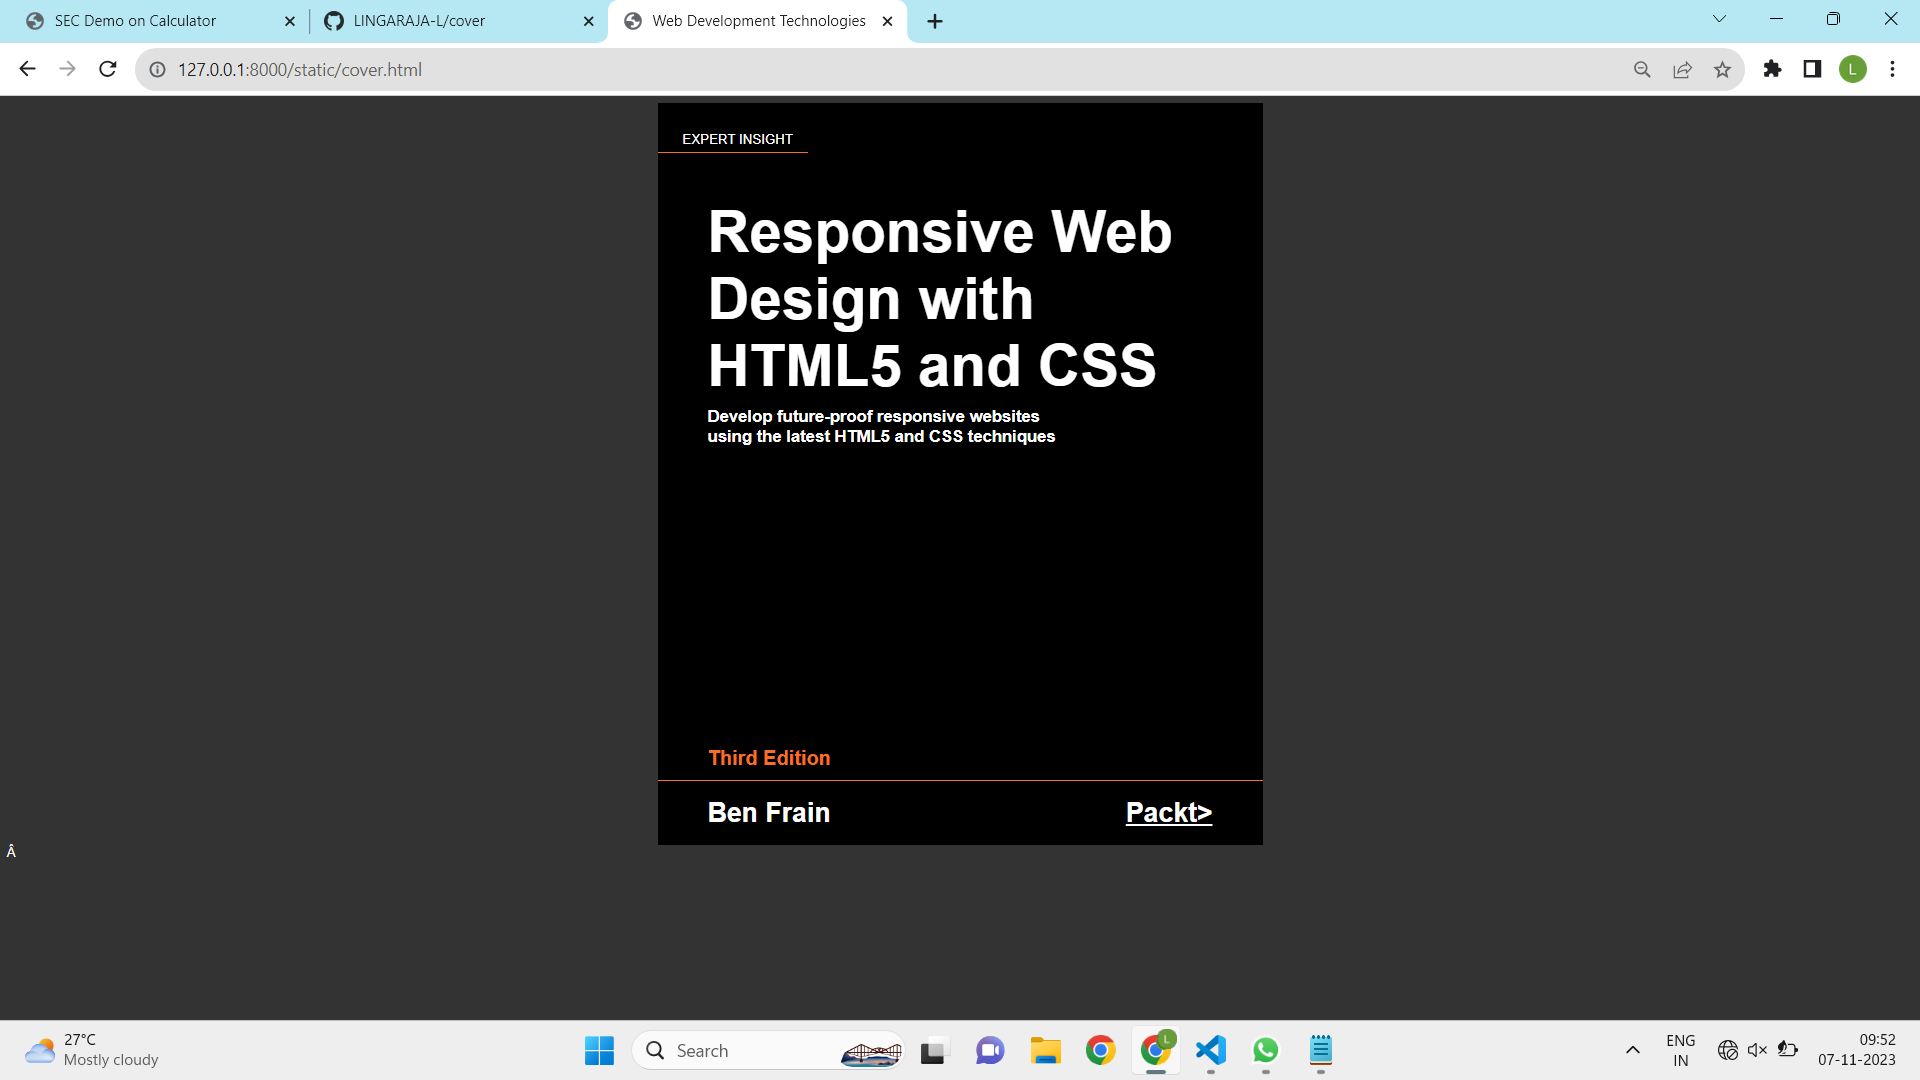 SEC Demo on Calculator
LINGARAJA-L/cover
Web Development Technologies
127.0.0.1:8000/static/cover.html
L
EXPERT INSIGHT
Responsive Web
Design with
HTML5 and CSS
Develop future-proof responsive websites
using the latest HTML5 and CSS techniques
Third Edition
Ben Frain
Packt>
Â
27°C
Mostly cloudy
Search
L
ENG
IN
09:52
07-11-2023